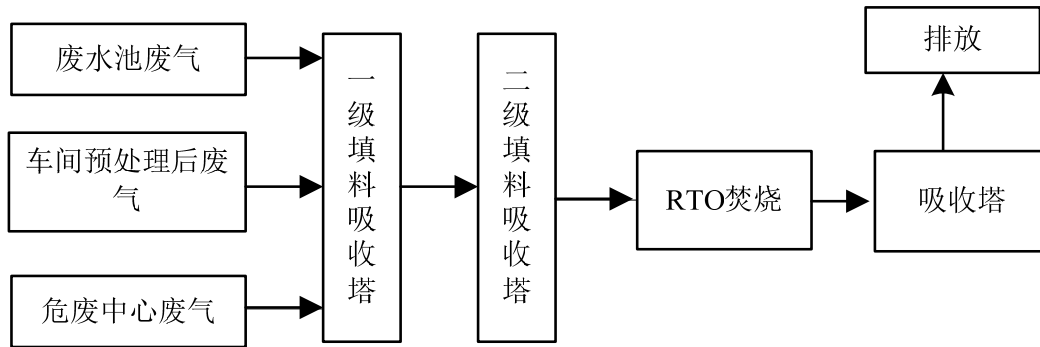 废水池废气
车间预处理后废
气
危废中心废气
一级填料吸收塔
二级填料吸收塔
RTO焚烧
吸收塔
排放